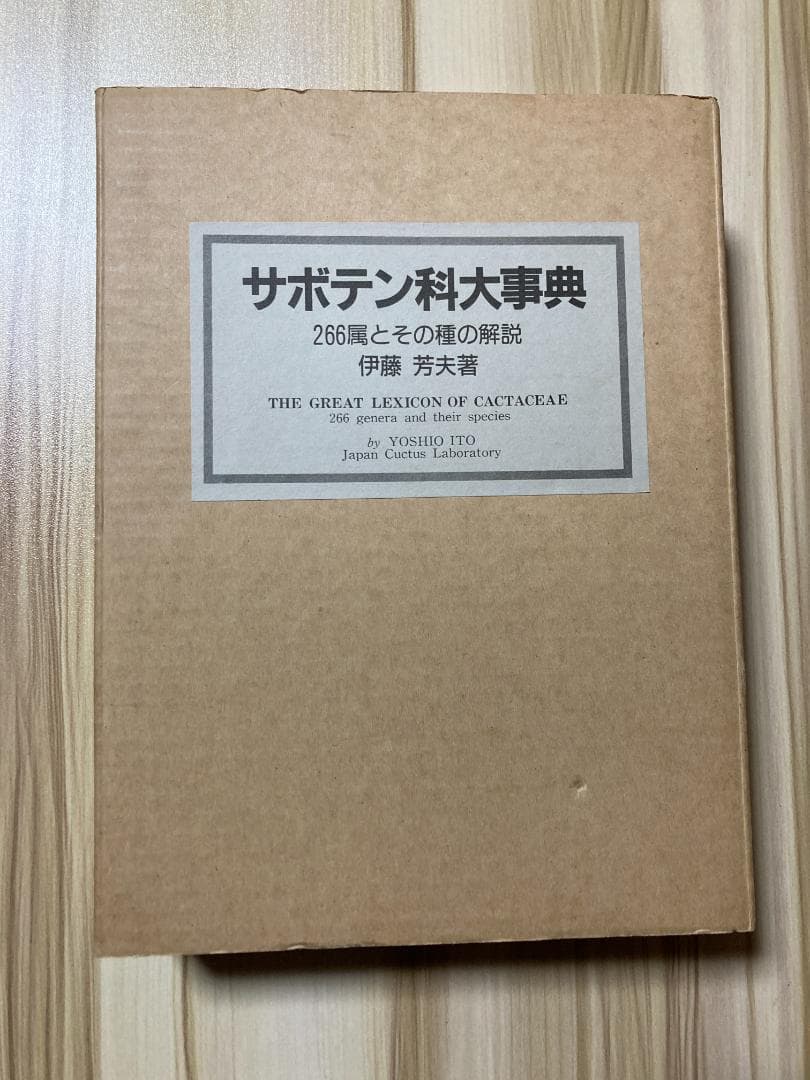 サボテン科大事典
266属とその種の解説
伊藤 芳夫著
THE GREAT LEXICON OF CACTACEAE
266 genera and their species
by YOSHIO ITO
Japan Cuctus Laboratory